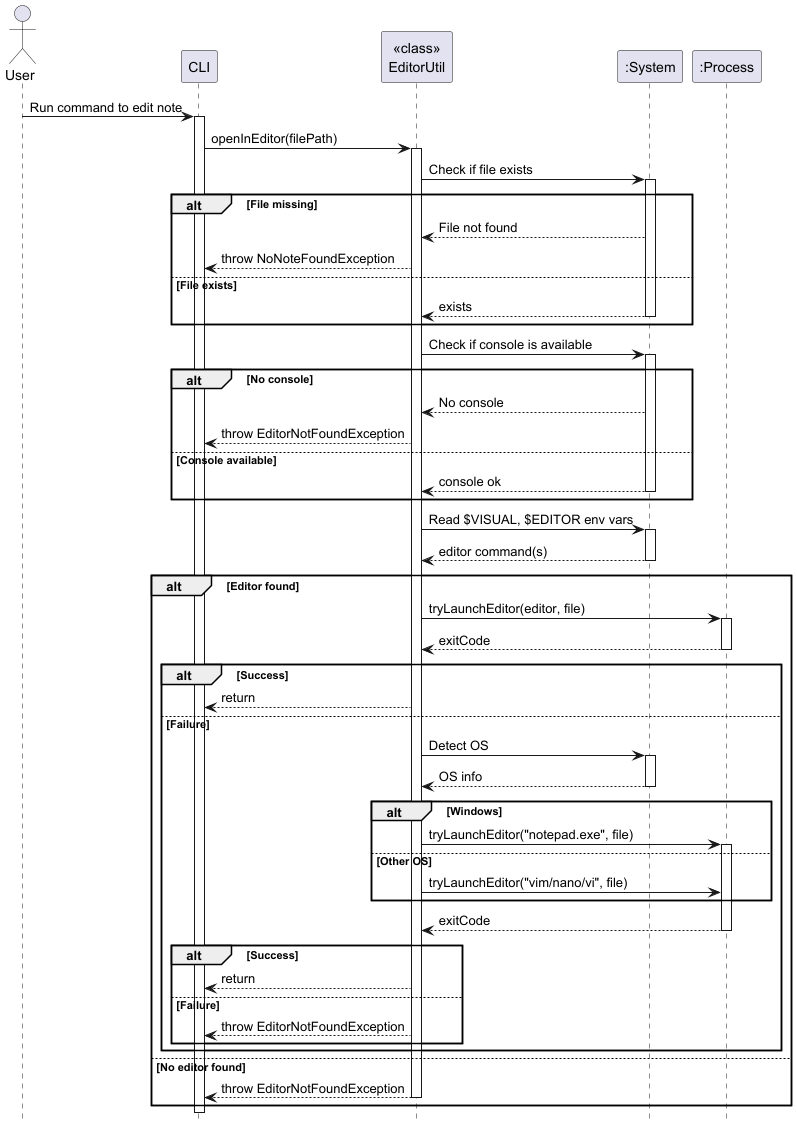 User
CLI
«class»
EditorUtil
:System
:Process
Run command to edit note
openInEditor(filePath)
Check if file exists
alt [File missing]
File not found
throw NoNoteFoundException
[File exists]
exists
Check if console is available
alt [No console]
No console
throw EditorNotFoundException
[Console available]
console ok
Read $VISUAL, $EDITOR env vars
editor command(s)
alt [Editor found]
tryLaunchEditor(editor, file)
exitCode
alt [Success]
return
[Failure]
Detect OS
OS info
alt [Windows]
tryLaunchEditor("notepad.exe", file)
[Other OS]
tryLaunchEditor("vim/nano/vi", file)
exitCode
alt [Success]
return
[Failure]
throw EditorNotFoundException
[No editor found]
throw EditorNotFoundException